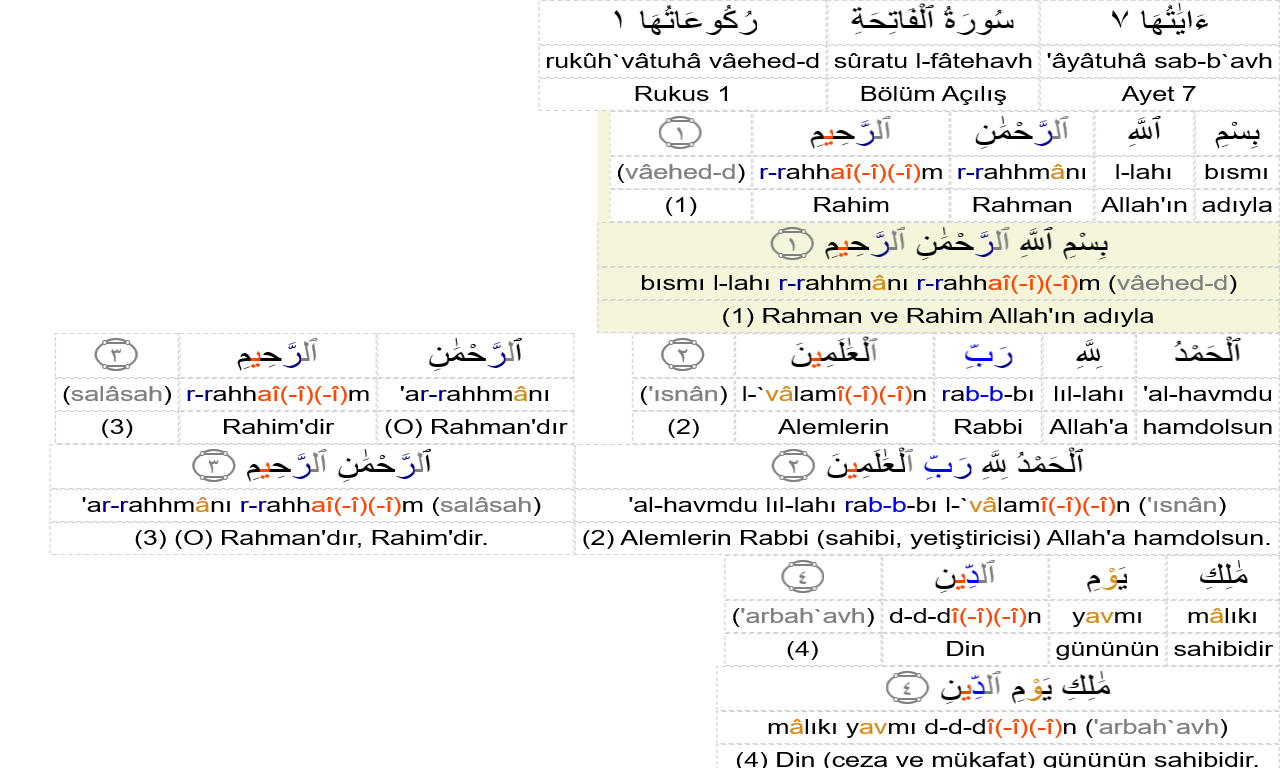 ءَايَٰتُهَا ٧ سُورَةُ ٱلْفَاتِحَةِ رُكُوعَاتُهَا ١
rukûh`vâtuhâ vâehed-d sûratu l-fâtehavh 'âyâtuhâ sab-b`avh
Rukus 1 Bölüm Açılış Ayet 7
بِسْمِ ٱللَّهِ ٱلرَّحْمَٰنِ ٱلرَّحِيمِ ١
(vâehed-d) r-rahhaî(-î)(-î)m r-rahhmânı l-lahı bısmı
(1) Rahim Rahman Allah'ın adıyla
بِسْمِ ٱللَّهِ ٱلرَّحْمَٰنِ ٱلرَّحِيمِ ١
bısmı l-lahı r-rahhmânı r-rahhaî(-î)(-î)m (vâehed-d)
(1) Rahman ve Rahim Allah'ın adıyla
ٱلْحَمْدُ لِلَّهِ رَبِّ ٱلْعَٰلَمِينَ ٢
('ısnân) l-`vâlamî(-î)(-î)n rab-b-bı lıl-lahı 'al-havmdu
(2) Alemlerin Rabbi Allah'a hamdolsun
ٱلرَّحْمَٰنِ ٱلرَّحِيمِ ٣
(salâsah) r-rahhaî(-î)(-î)m 'ar-rahhmânı
(3) Rahim'dir (O) Rahman'dır
ٱلْحَمْدُ لِلَّهِ رَبِّ ٱلْعَٰلَمِينَ ٢
'al-havmdu lıl-lahı rab-b-bı l-`vâlamî(-î)(-î)n ('ısnân)
(2) Alemlerin Rabbi (sahibi, yetiştiricisi) Allah'a hamdolsun.
ٱلرَّحْمَٰنِ ٱلرَّحِيمِ ٣
'ar-rahhmânı r-rahhaî(-î)(-î)m (salâsah)
(3) (O) Rahman'dır, Rahim'dir.
مَٰلِكِ يَوْمِ ٱلدِّينِ ٤
('arbah`avh) d-d-dî(-î)(-î)n yavmı mâlıkı
(4) Din gününün sahibidir
مَٰلِكِ يَوْمِ ٱلدِّينِ ٤
mâlıkı yavmı d-d-dî(-î)(-î)n ('arbah`avh)
(4) Din (ceza ve mükafat) gününün sahibidir.